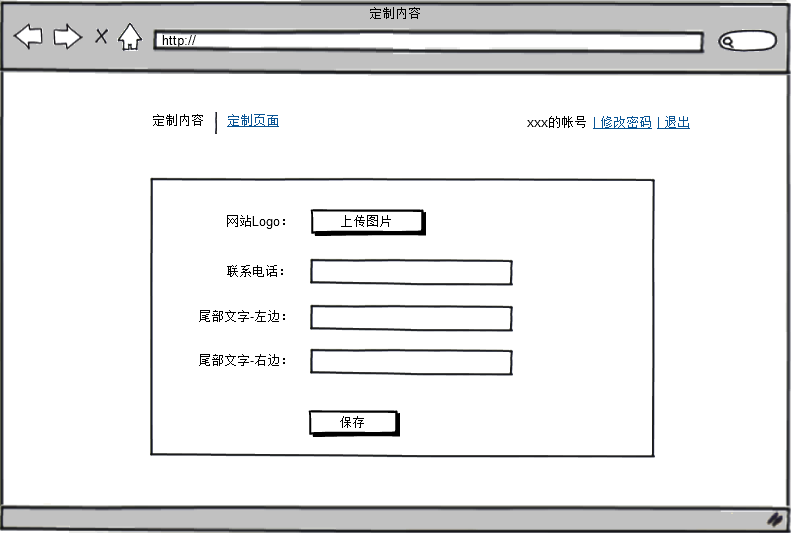 定制内容
http://
定制内容 定制页面 xxx的帐号 | 修改密码 | 退出
网站Logo： 上传图片
联系电话：
尾部文字-左边：
尾部文字-右边：
保存